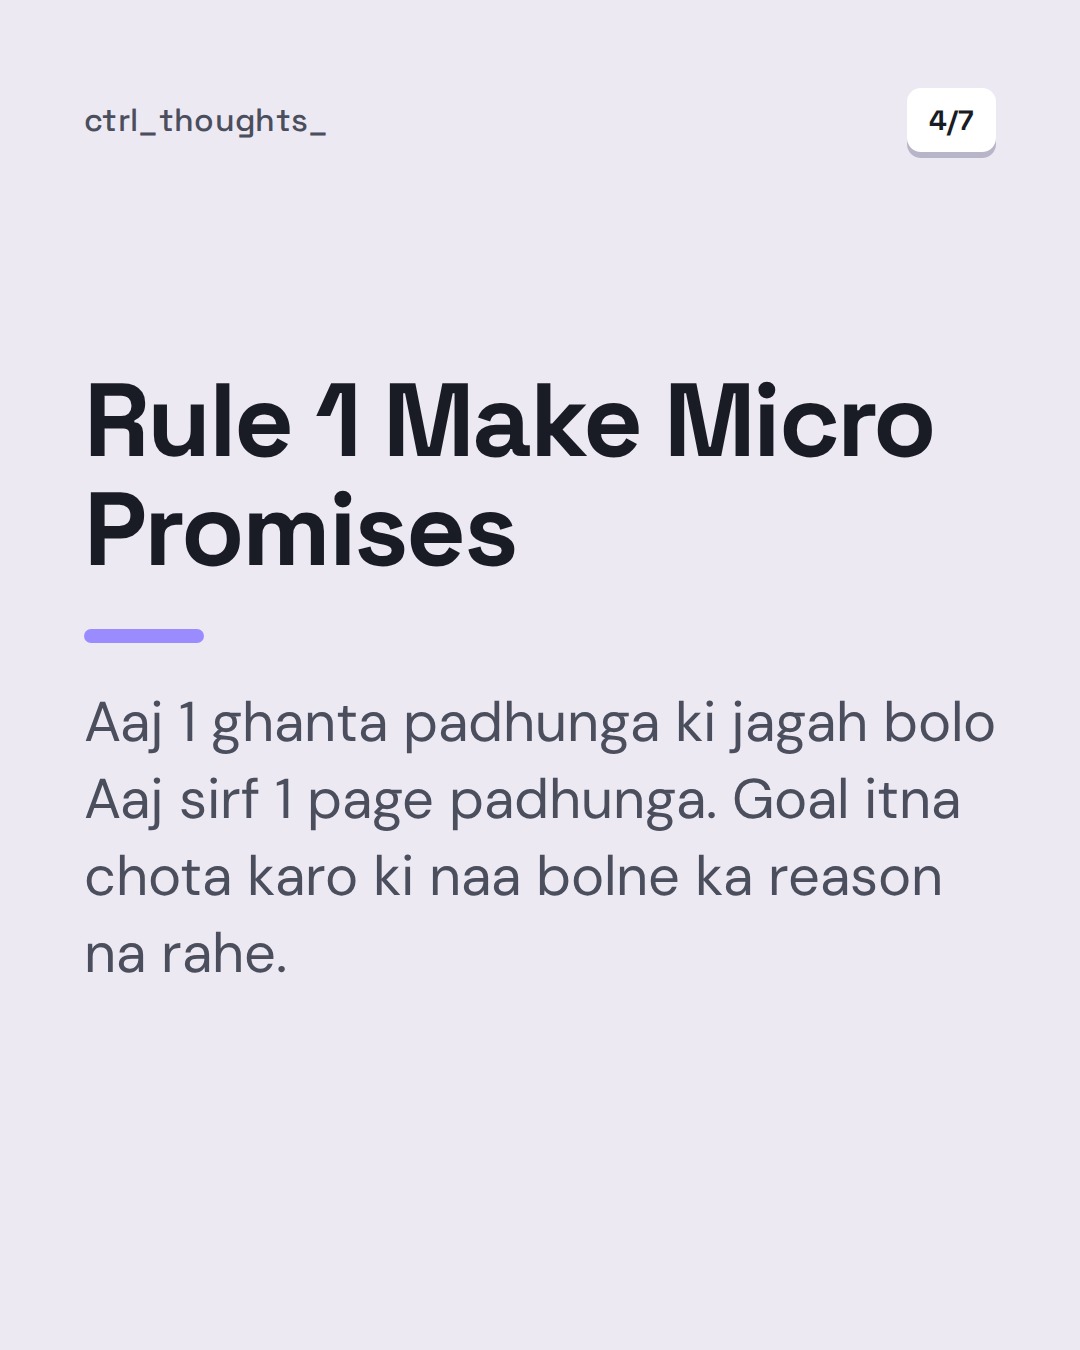 ctrl_thoughts_
4/7
Rule 1 Make Micro
Promises
Aaj 1 ghanta padhunga ki jagah bolo
Aaj sirf 1 page padhunga. Goal itna
chota karo ki naa bolne ka reason
na rahe.